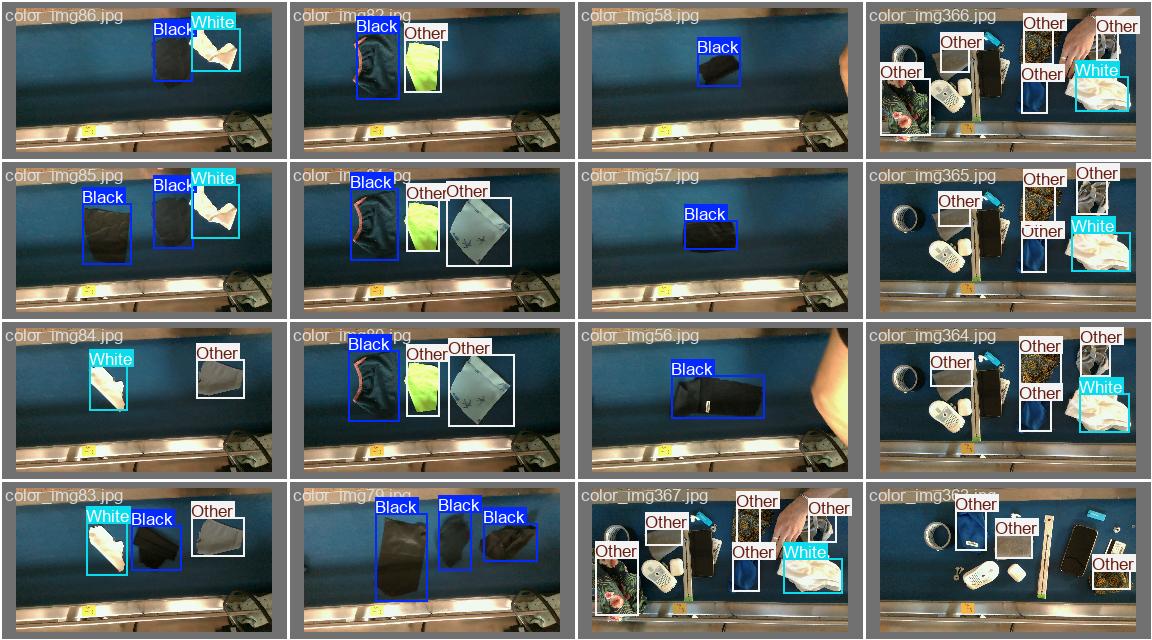 color_img86.jpg
Black
White
color_img82.jpg
Black
Other
color_img58.jpg
Black
color_img366.jpg
Other
Other
Other
Other
Other
White
color_img85.jpg
Black
Black
White
Black
Other
Other
color_img57.jpg
Black
color_img365.jpg
Other
Other
Other
Other
White
color_img84.jpg
White
Other
Black
Other
Other
color_img56.jpg
Black
color_img364.jpg
Other
Other
Other
Other
White
color_img83.jpg
White
Black
Other
Black
Black
Black
color_img367.jpg
Other
Other
Other
Other
Other
White
Other
Other
Other